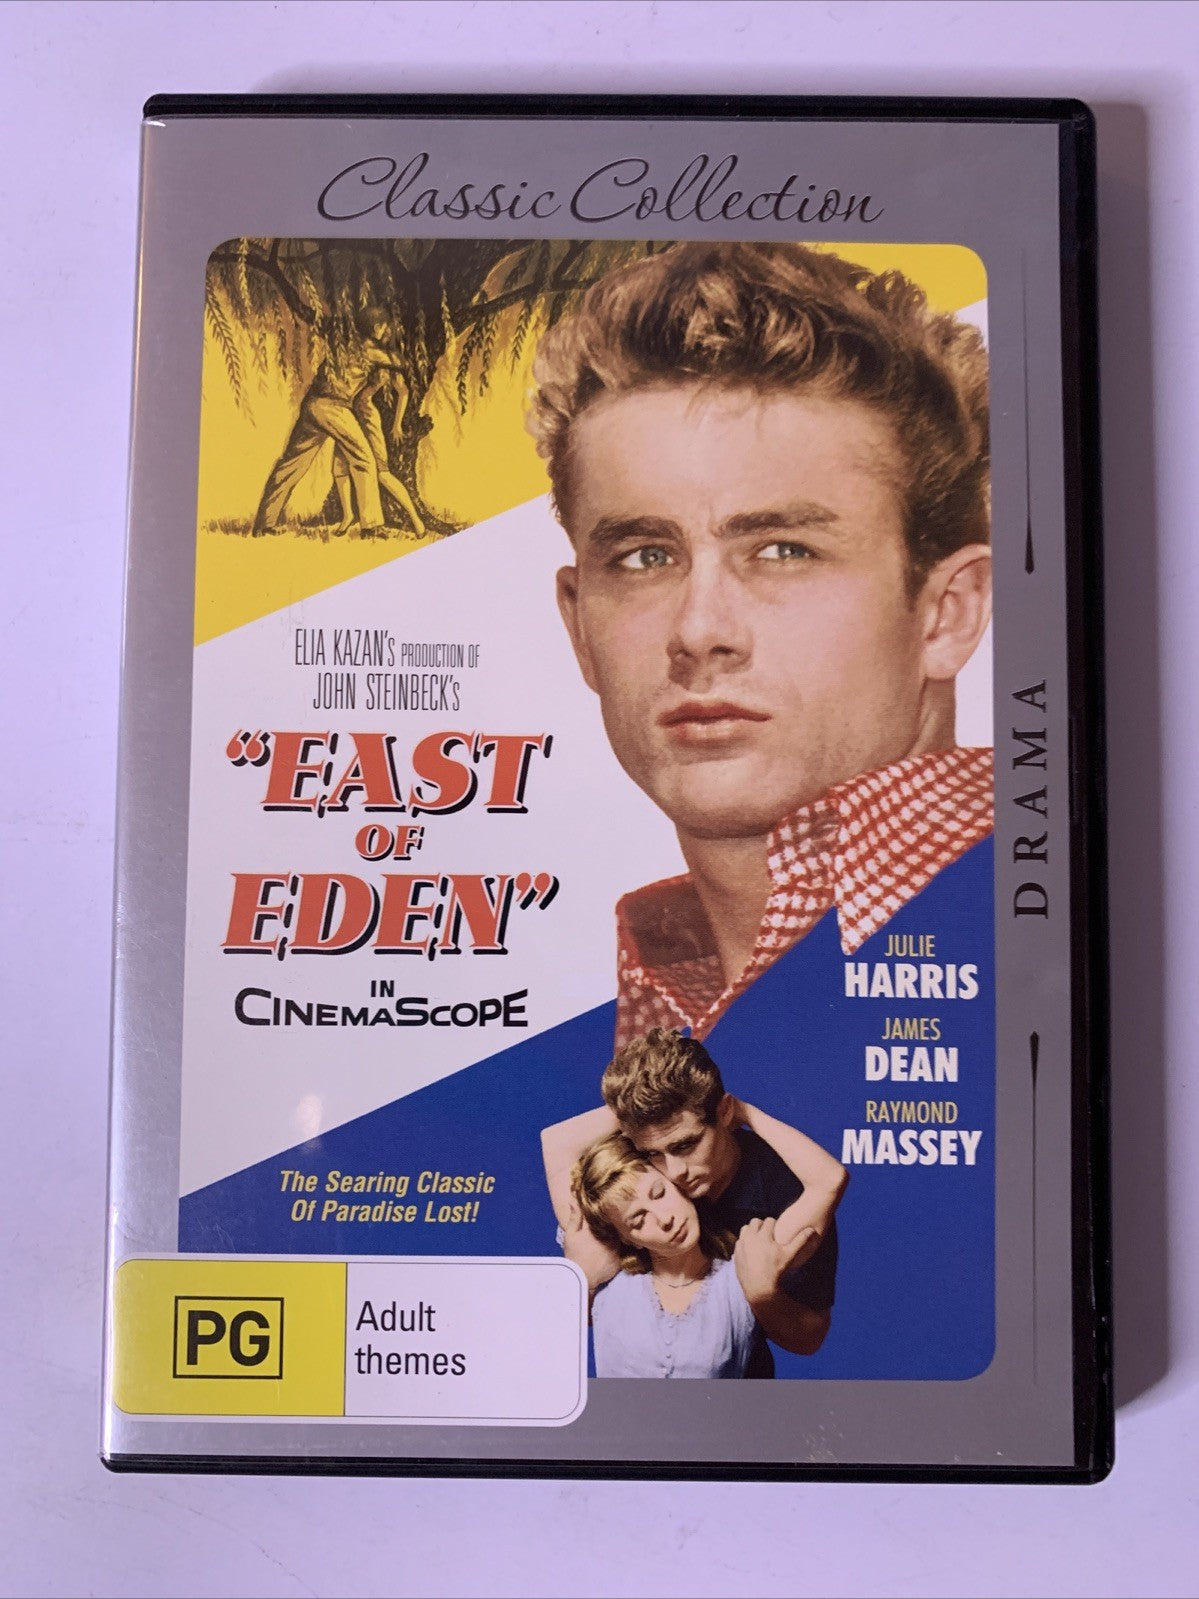 Classic Collection
ELIA KAZAN'S PRODUCTION OF
JOHN STEINBECK'S
"EAST
OF
EDEN"
IN
CINEMASCOPE
The Searing Classic
Of Paradise Lost!
JULIE
HARRIS
JAMES
DEAN
RAYMOND
MASSEY
DRAMA
PG
Adult
themes